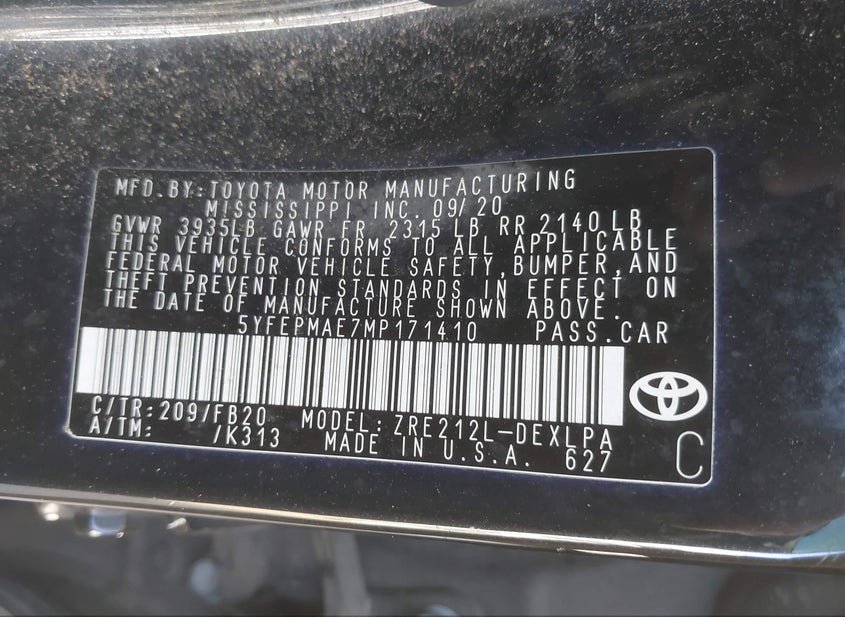 MFD.BY:TOYOTA MOTOR MANUFACTURING
MISSISSIPPI INC. 09/20
GVWR 3935LB GAWR FR 2315 LB RR 2140 LB
THIS VEHICLE CONFORMS TO ALL APPLICABLE
FEDERAL MOTOR VEHICLE SAFETY,BUMPER,AND
THEFT PREVENTION STANDARDS IN EFFECT ON
THE DATE OF MANUFACTURE SHOWN ABOVE.
5YFEPMAE7MP171410 PASS.CAR
C/TR:209/FB20 MODEL:ZRE212L-DEXLPA
A/TM: /K313 MADE IN U.S.A. 627
C